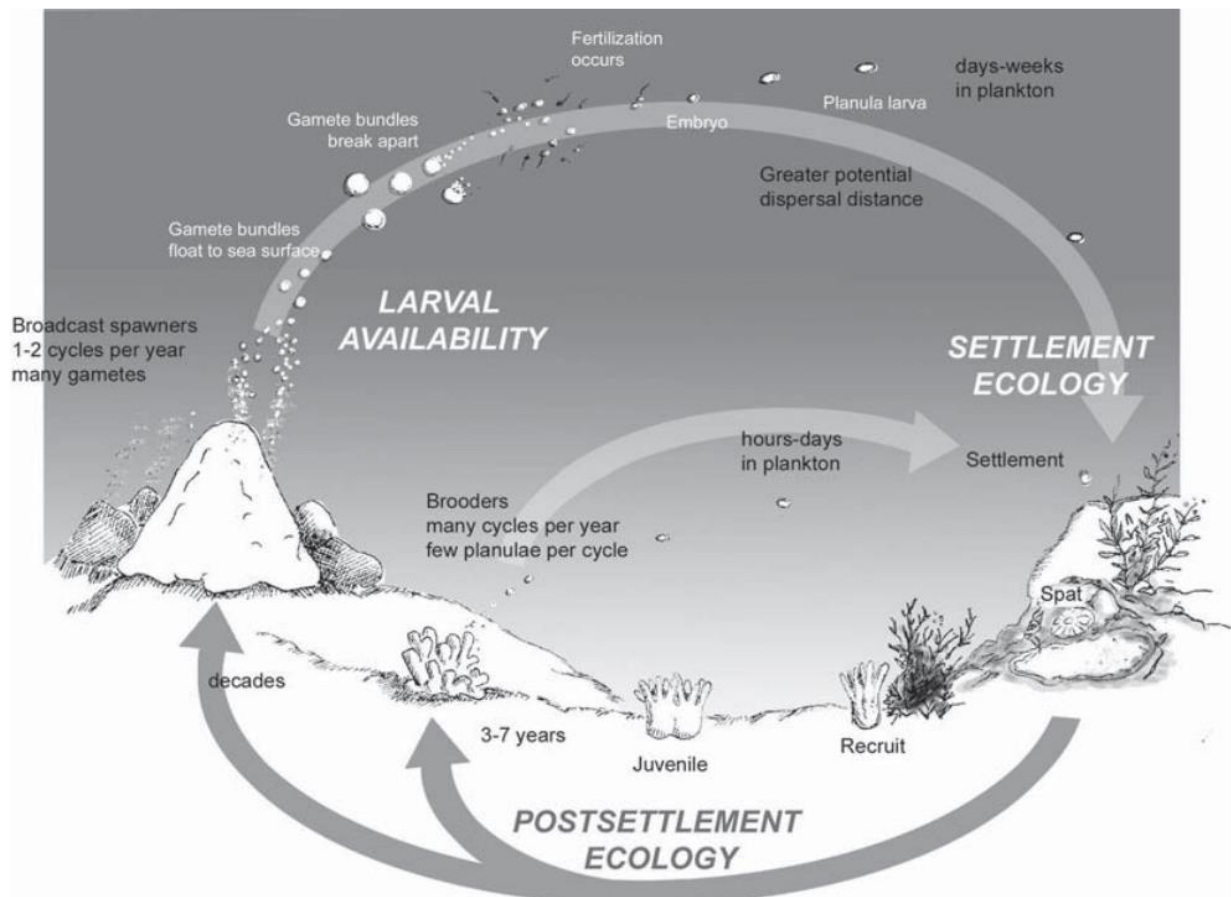 Fertilization
occurs
days-weeks
in plankton
Planula larva
Gamete bundles
break apart
Embryo
Greater potential
dispersal distance
Gamete bundles
float to sea surface
LARVAL
AVAILABILITY
Broadcast spawners
1-2 cycles per year
many gametes
SETTLEMENT
ECOLOGY
hours-days
in plankton
Settlement
Brooders
many cycles per year
few planulae per cycle
Spat
decades
3-7 years
Juvenile
Recruit
POSTSETTLEMENT
ECOLOGY